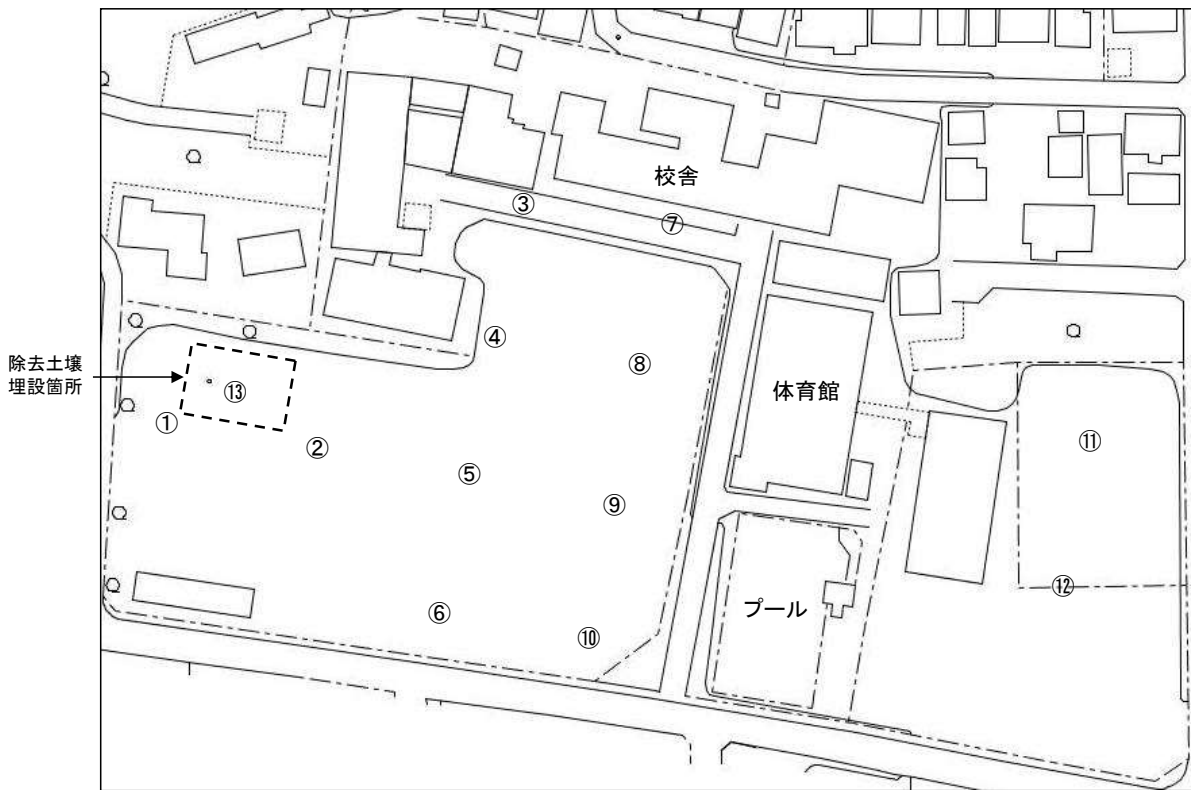 校舎
③
⑦
④
⑧
除去土壌
埋設箇所
⑬
体育館
①
②
⑪
⑤
⑨
⑫
プール
⑥
⑩